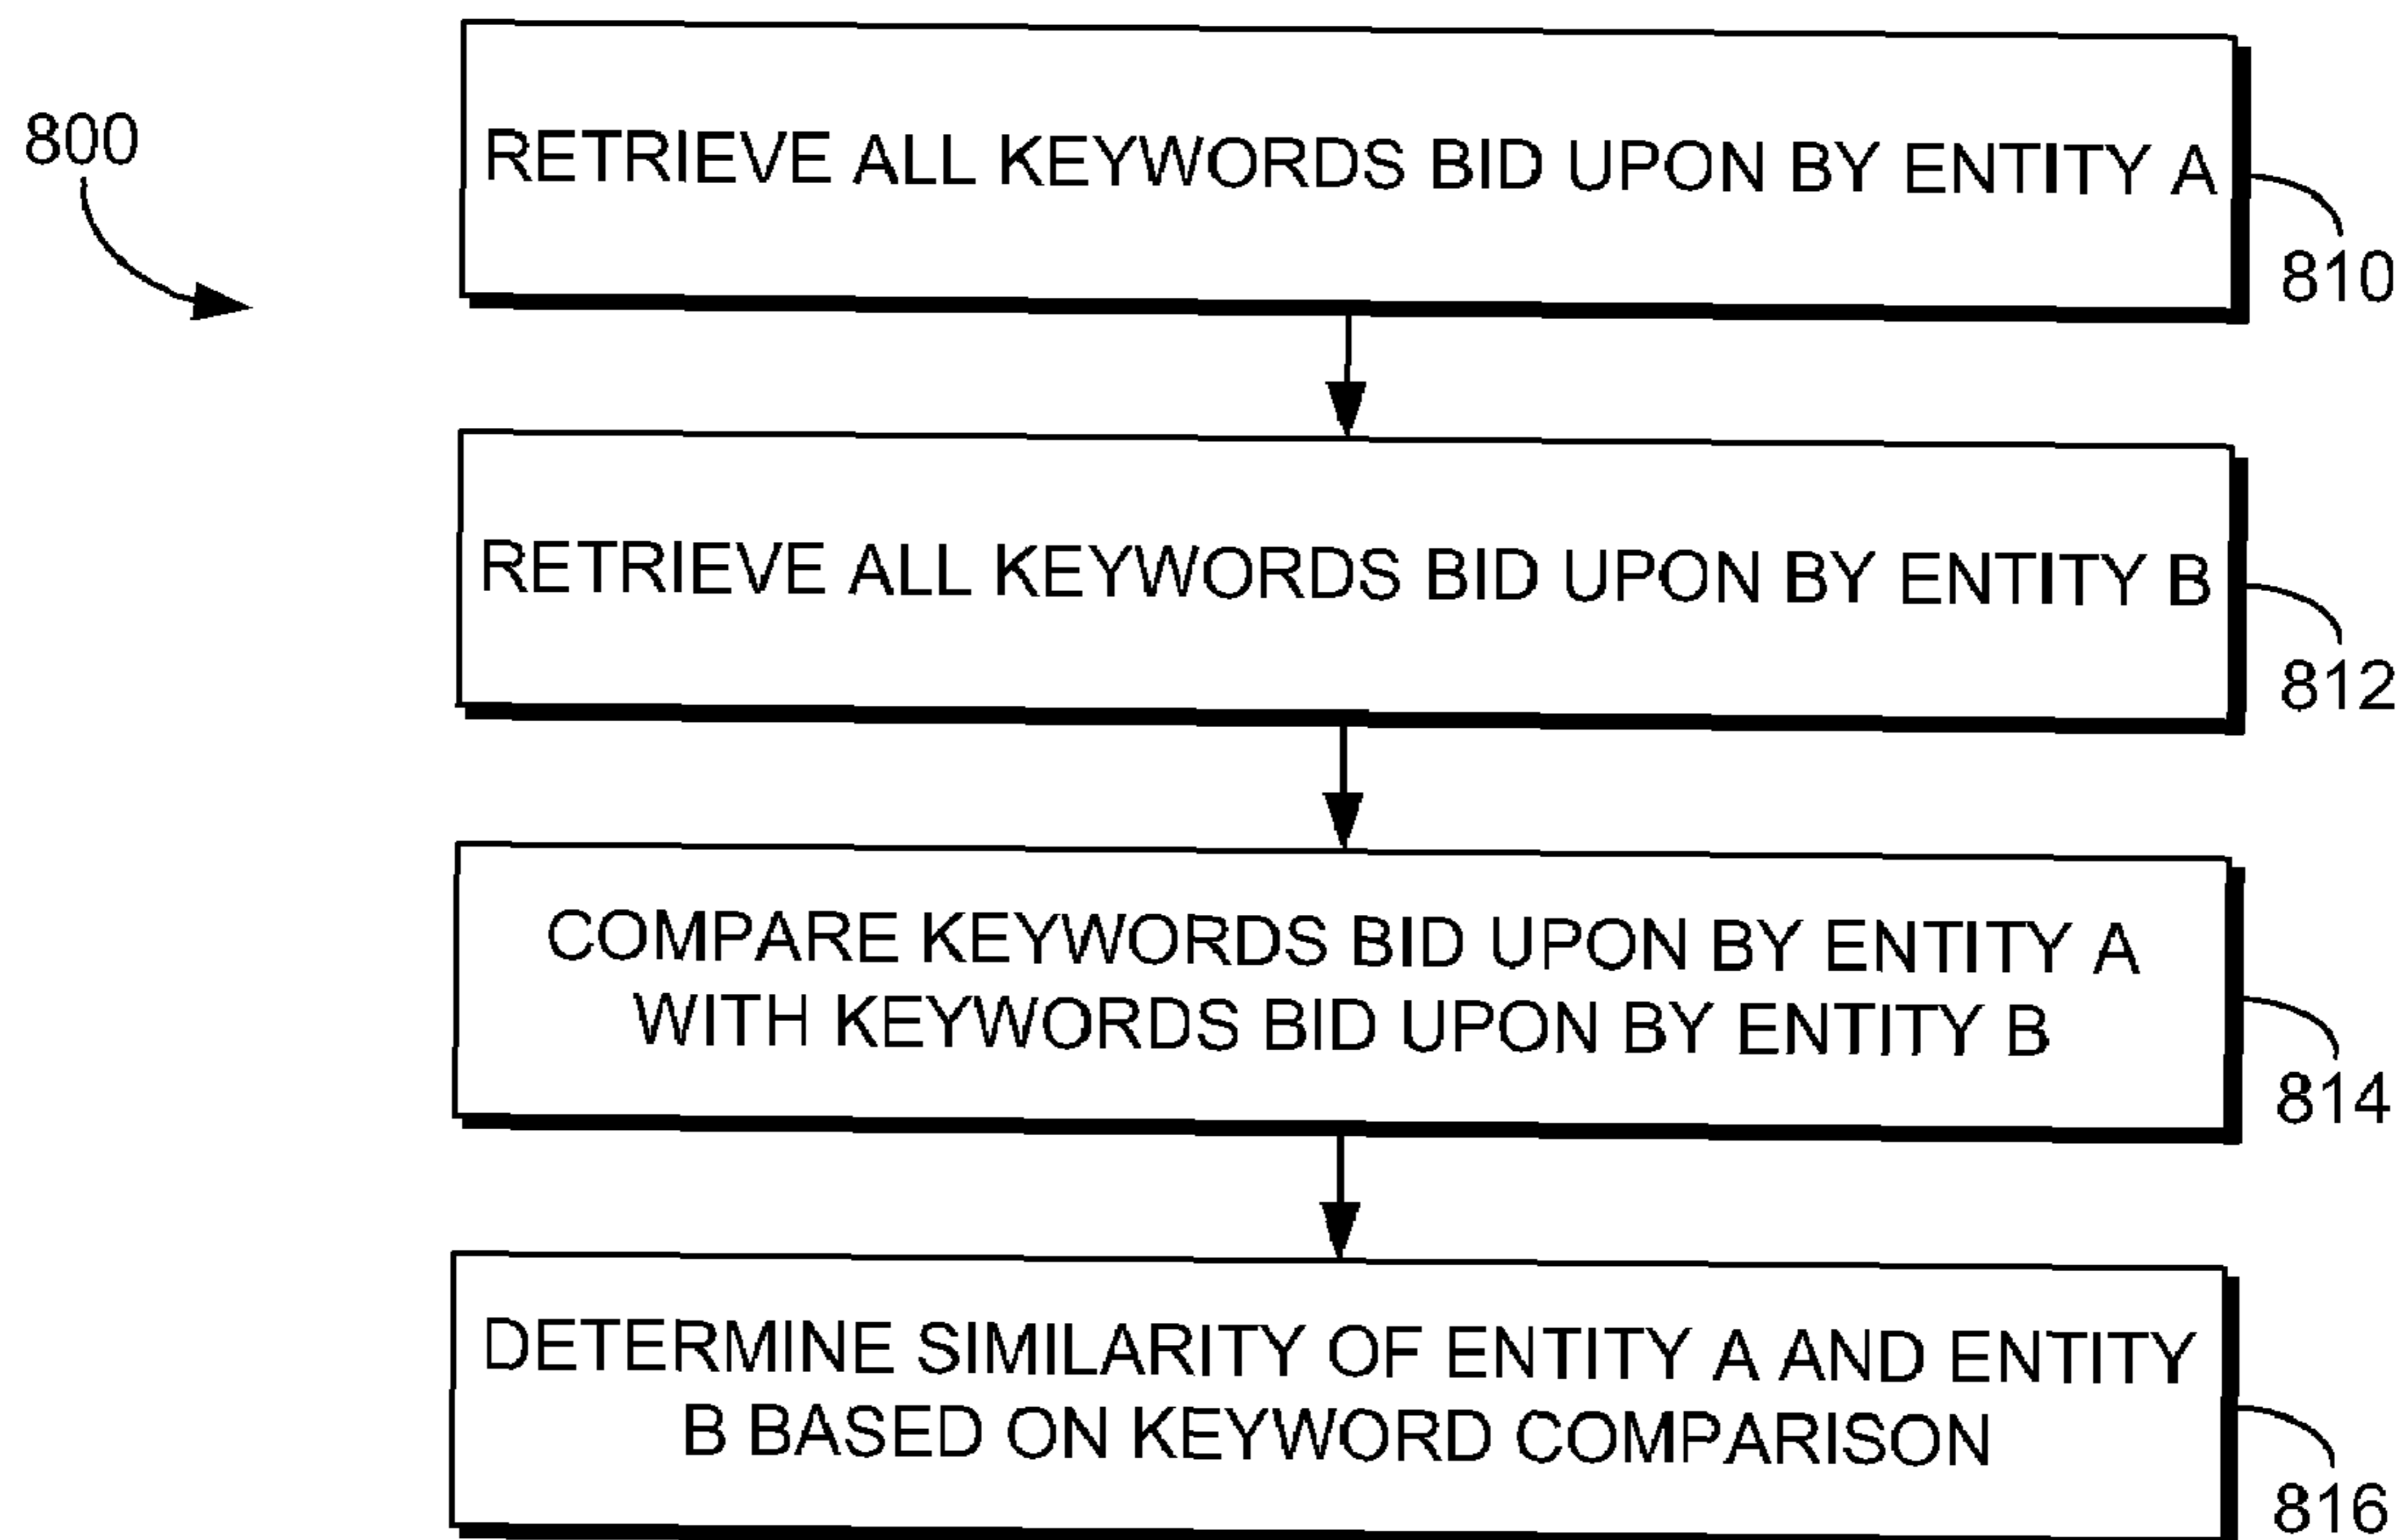 800
RETRIEVE ALL KEYWORDS BID UPON BY ENTITY A
810
RETRIEVE ALL KEYWORDS BID UPON BY ENTITY B
812
COMPARE KEYWORDS BID UPON BY ENTITY A
WITH KEYWORDS BID UPON BY ENTITY B
814
DETERMINE SIMILARITY OF ENTITY A AND ENTITY
B BASED ON KEYWORD COMPARISON
816